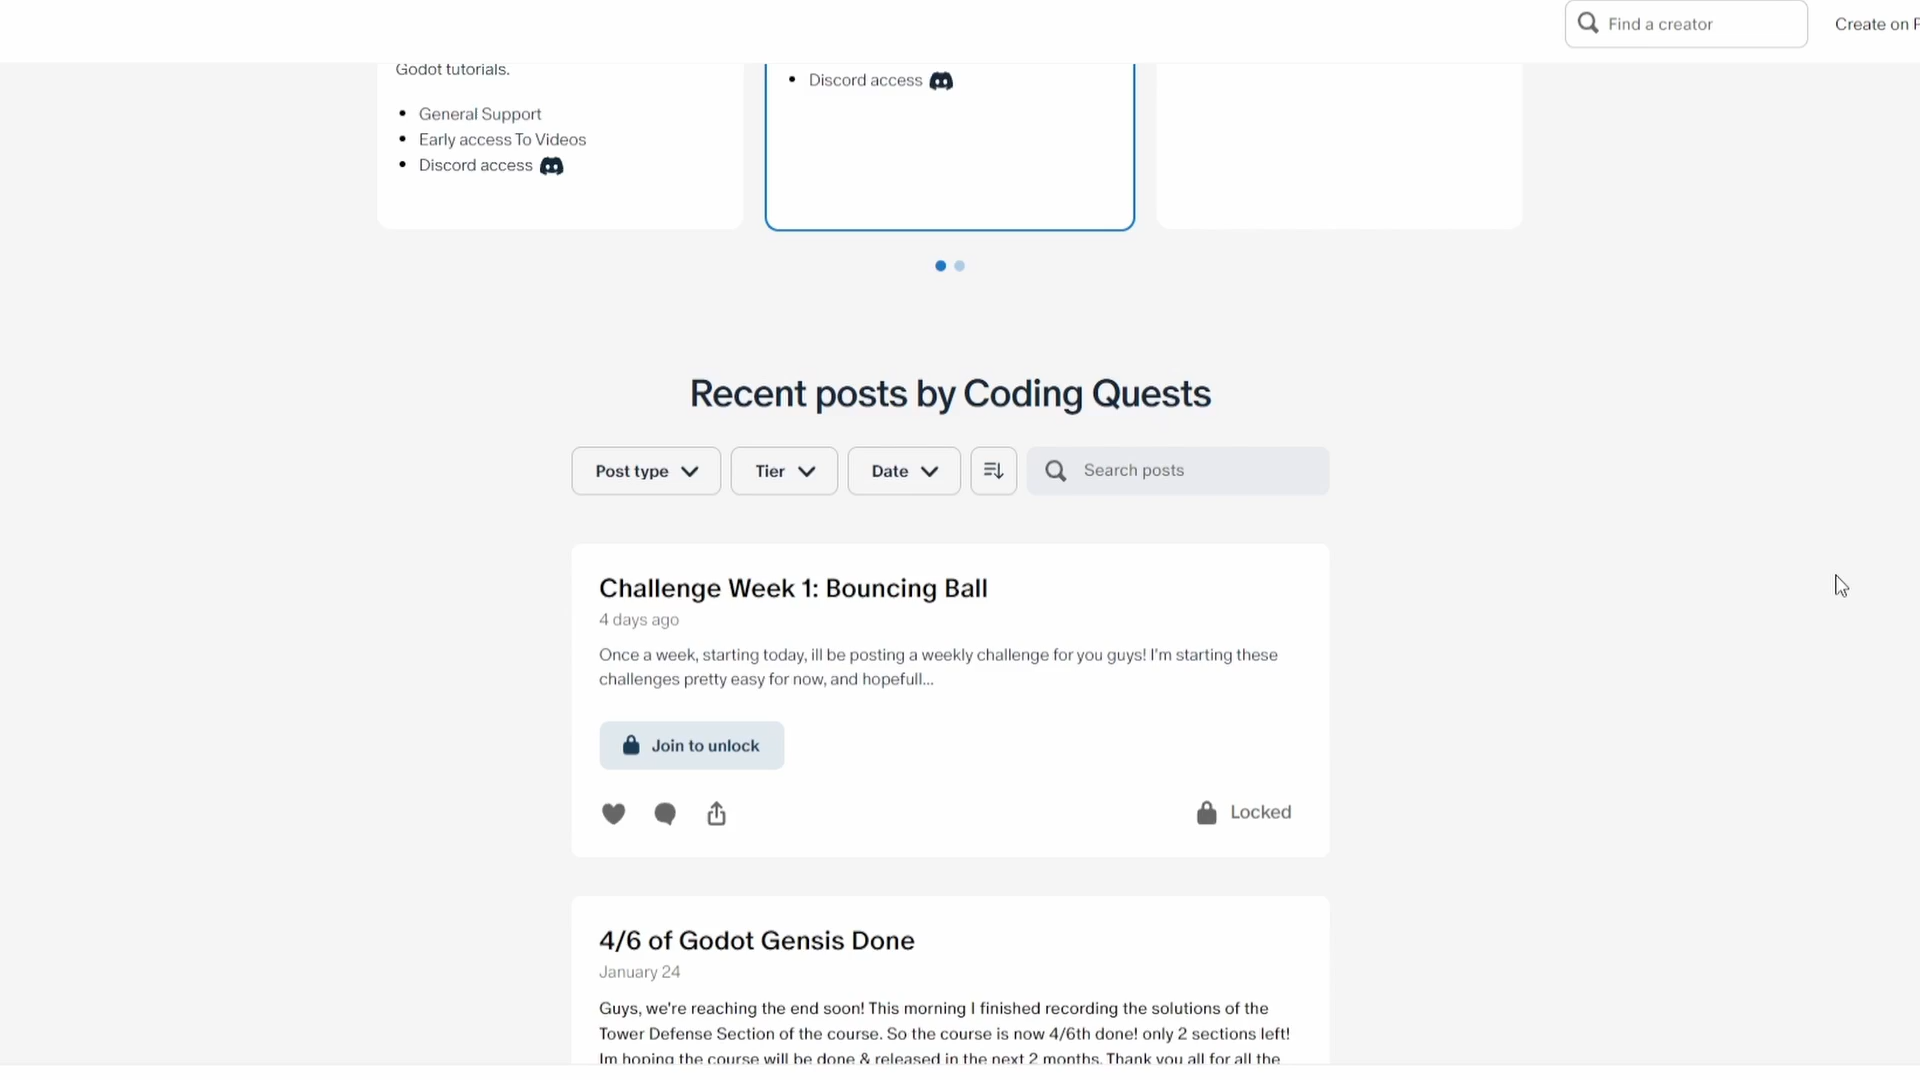 Find a creator
Create on
Godot tutorials.
General Support
Early access To Videos
Discord access
Discord access
Recent posts by Coding Quests
Post type
Tier
Date
Search posts
Challenge Week 1: Bouncing Ball
4 days ago
Once a week, starting today, ill be posting a weekly challenge for you guys! I'm starting these
challenges pretty easy for now, and hopefull...
Join to unlock
Locked
4/6 of Godot Gensis Done
January 24
Guys, we're reaching the end soon! This morning I finished recording the solutions of the
Tower Defense Section of the course. So the course is now 4/6th done! only 2 sections left!
Im hoping the course will be done & released in the next 2 months. Thank you all for all the